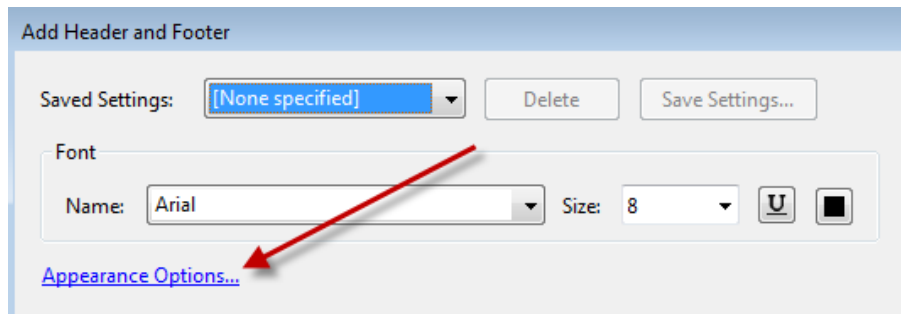 Add Header and Footer
Saved Settings: [None specified] Delete Save Settings...
Font
Name: Arial Size: 8 U
Appearance Options...